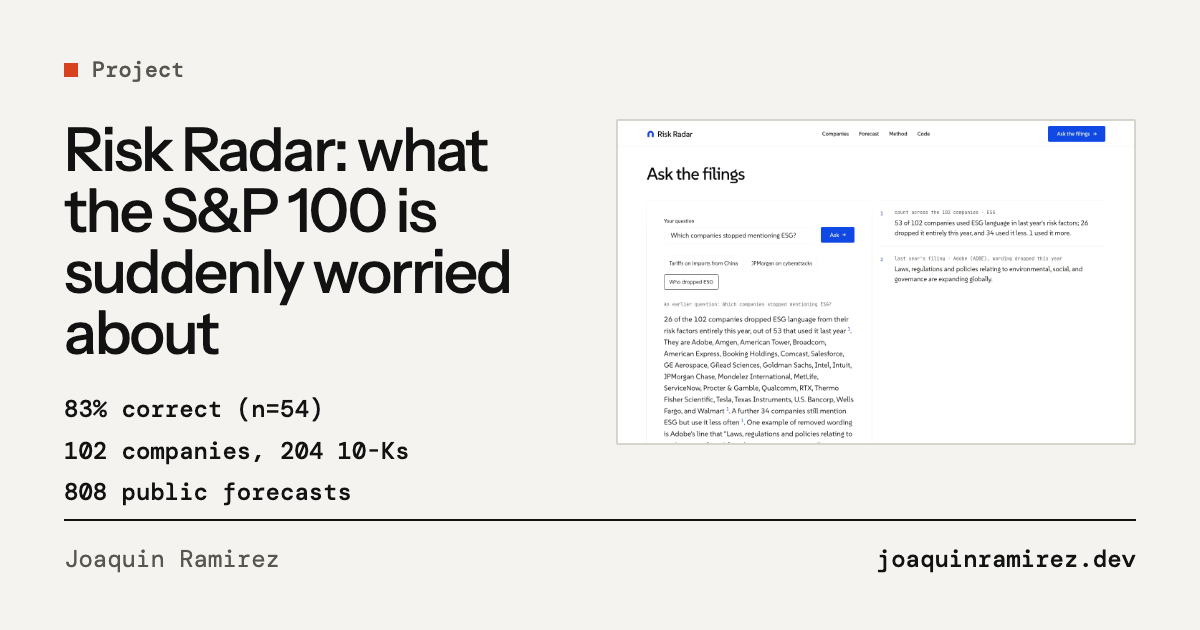 Project
Risk Radar: what
the S&P 100 is
suddenly worried
about
83% correct (n=54)
102 companies, 204 10-Ks
808 public forecasts
Risk Radar
Companies Forecast Method Code
Ask the filings →
Ask the filings
Your question
Which companies stopped mentioning ESG?
Ask →
Tariffs on imports from China JPMorgan on cyberattacks
Who dropped ESG
An earlier question: Which companies stopped mentioning ESG?
26 of the 102 companies dropped ESG language from their
risk factors entirely this year, out of 53 that used it last year 1.
They are Adobe, Amgen, American Tower, Broadcom,
American Express, Booking Holdings, Comcast, Salesforce,
GE Aerospace, Gilead Sciences, Goldman Sachs, Intel, Intuit,
JPMorgan Chase, Mondelez International, MetLife,
ServiceNow, Procter & Gamble, Qualcomm, RTX, Thermo
Fisher Scientific, Tesla, Texas Instruments, U.S. Bancorp, Wells
Fargo, and Walmart 1. A further 34 companies still mention
ESG but use it less often 1. One example of removed wording
is Adobe's line that "Laws, regulations and policies relating to
1 count across the 102 companies · ESG
53 of 102 companies used ESG language in last year's risk factors; 26
dropped it entirely this year, and 34 used it less. 1 used it more.
2 last year's filing · Adobe (ADBE), wording dropped this year
Laws, regulations and policies relating to environmental, social, and
governance are expanding globally.
Joaquin Ramirez
joaquinramirez.dev